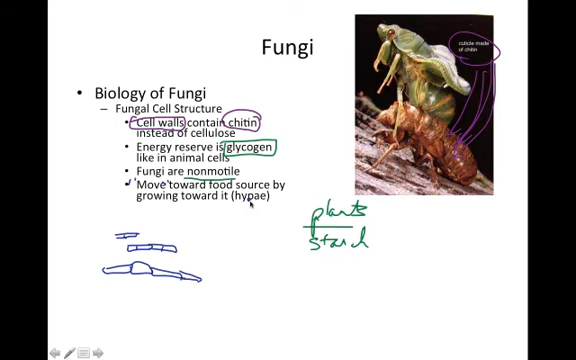 Fungi
cuticle made
of chitin
• Biology of Fungi
– Fungal Cell Structure
• Cell walls contain chitin
instead of cellulose
• Energy reserve is glycogen
like in animal cells
• Fungi are nonmotile
• Move toward food source by
growing toward it (hypae)
plants
starch